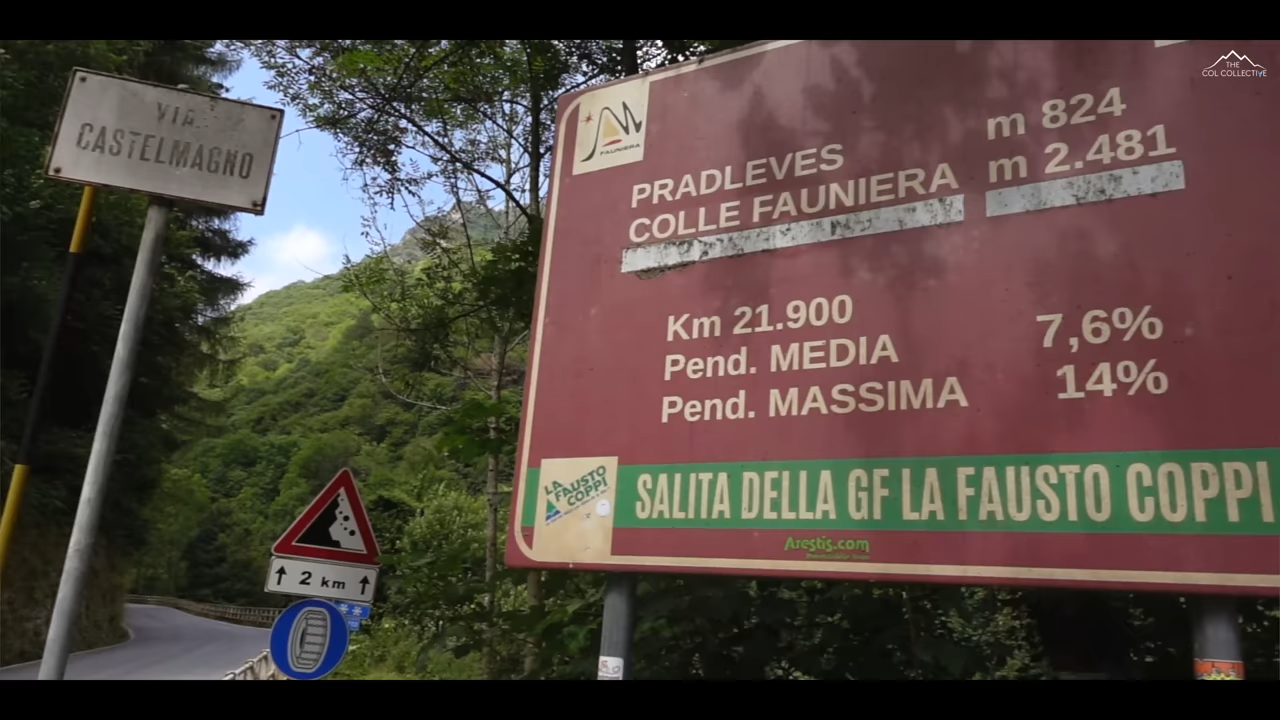 THE
COL COLLECTIVE
VIA
CASTELMAGNO
FAUNIERA
PRADLEVES m 824
COLLE FAUNIERA m 2.481
Km 21.900
Pend. MEDIA 7,6%
Pend. MASSIMA 14%
LA
FAUSTO
COPPI
SALITA DELLA GF LA FAUSTO COPPI
Arestis.com
2 km